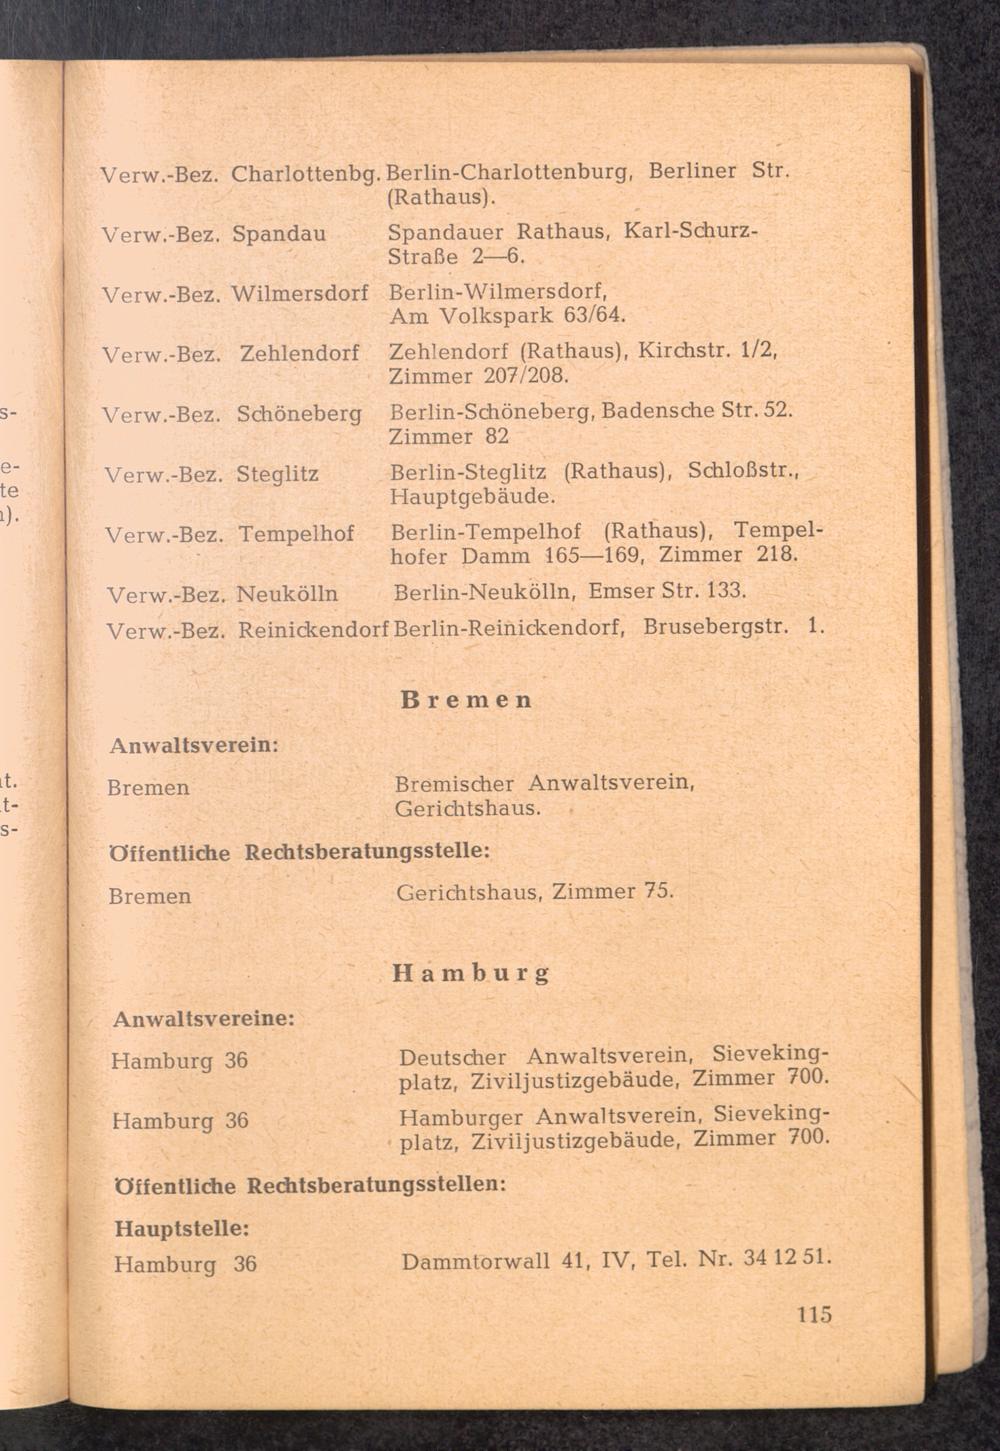 Verw.-Bez. Charlottenbg. Berlin-Charlottenburg, Berliner Str.
(Rathaus).
Verw.-Bez. Spandau Spandauer Rathaus, Karl-Schurz-
Straße 2—6.
Verw.-Bez. Wilmersdorf Berlin-Wilmersdorf,
Am Volkspark 63/64.
Verw.-Bez. Zehlendorf Zehlendorf (Rathaus), Kirchstr. 1/2,
Zimmer 207/208.
Verw.-Bez. Schöneberg Berlin-Schöneberg, Badensche Str. 52.
Zimmer 82
Verw.-Bez. Steglitz Berlin-Steglitz (Rathaus), Schloßstr.,
Hauptgebäude.
Verw.-Bez. Tempelhof Berlin-Tempelhof (Rathaus), Tempel-
hofer Damm 165—169, Zimmer 218.
Verw.-Bez. Neukölln Berlin-Neukölln, Emser Str. 133.
Verw.-Bez. Reinickendorf Berlin-Reinickendorf, Brusebergstr. 1.
Bremen
Anwaltsverein:
Bremen Bremischer Anwaltsverein,
Gerichtshaus.
Öffentliche Rechtsberatungsstelle:
Bremen Gerichtshaus, Zimmer 75.
Hamburg
Anwaltsvereine:
Hamburg 36 Deutscher Anwaltsverein, Sieveking-
platz, Ziviljustizgebäude, Zimmer 700.
Hamburg 36 Hamburger Anwaltsverein, Sieveking-
platz, Ziviljustizgebäude, Zimmer 700.
Öffentliche Rechtsberatungsstellen:
Hauptstelle:
Hamburg 36 Dammtorwall 41, IV, Tel. Nr. 34 12 51.
115